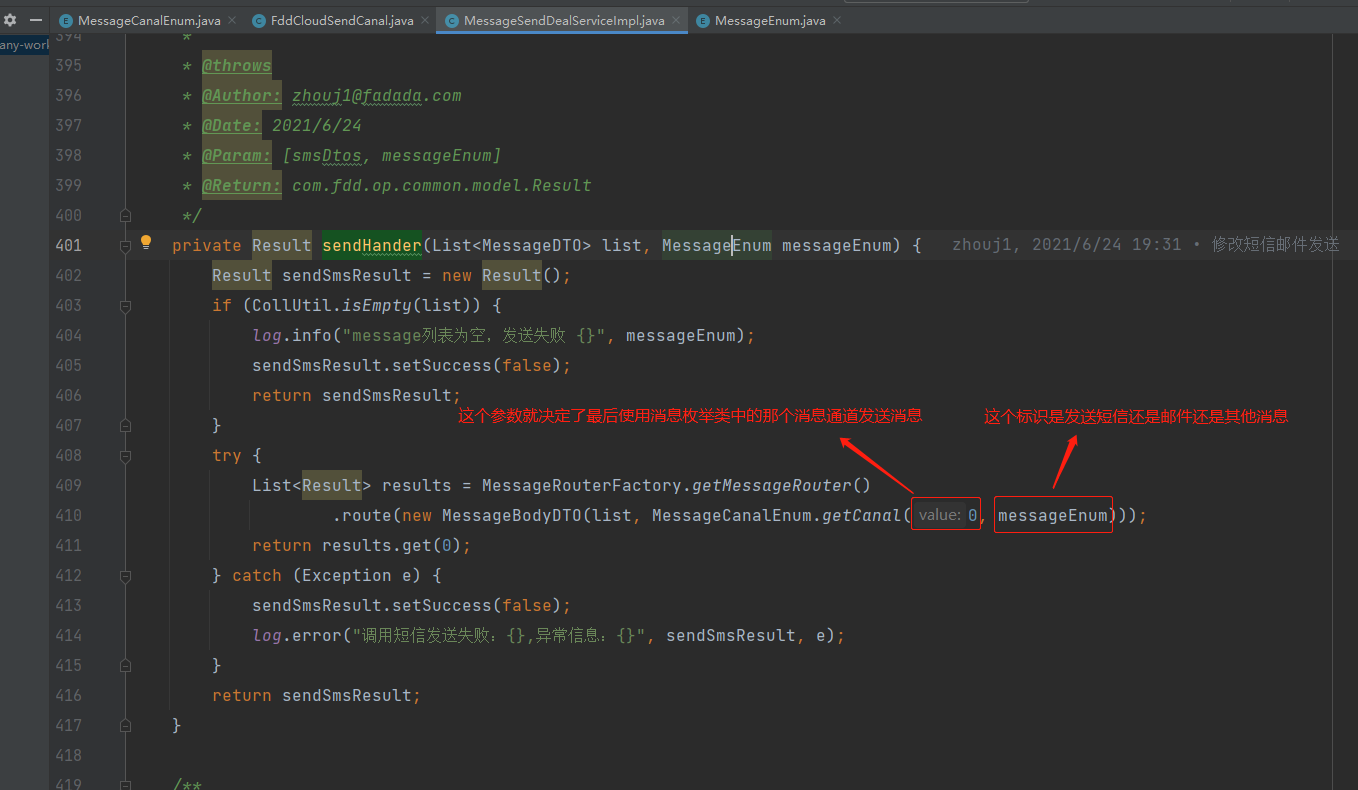 MessageCanalEnum.java × FddCloudSendCanal.java × MessageSendDealServiceImpl.java × MessageEnum.java ×
any-work
394 *
395 * @throws
396 * @Author: zhouj1@fadada.com
397 * @Date: 2021/6/24
398 * @Param: [smsDtos, messageEnum]
399 * @Return: com.fdd.op.common.model.Result
400 */
401 private Result sendHander(List<MessageDTO> list, MessageEnum messageEnum) { zhouj1, 2021/6/24 19:31 • 修改短信邮件发送
402 Result sendSmsResult = new Result();
403 if (CollUtil.isEmpty(list)) {
404 log.info("message列表为空，发送失败 {}", messageEnum);
405 sendSmsResult.setSuccess(false);
406 return sendSmsResult;
这个参数就决定了最后使用消息枚举类中的那个消息通道发送消息 这个标识是发送短信还是邮件还是其他消息
407 }
408 try {
409 List<Result> results = MessageRouterFactory.getMessageRouter()
410 .route(new MessageBodyDTO(list, MessageCanalEnum.getCanal( value: 0, messageEnum)));
411 return results.get(0);
412 } catch (Exception e) {
413 sendSmsResult.setSuccess(false);
414 log.error("调用短信发送失败：{},异常信息：{}", sendSmsResult, e);
415 }
416 return sendSmsResult;
417 }
418
419 /**